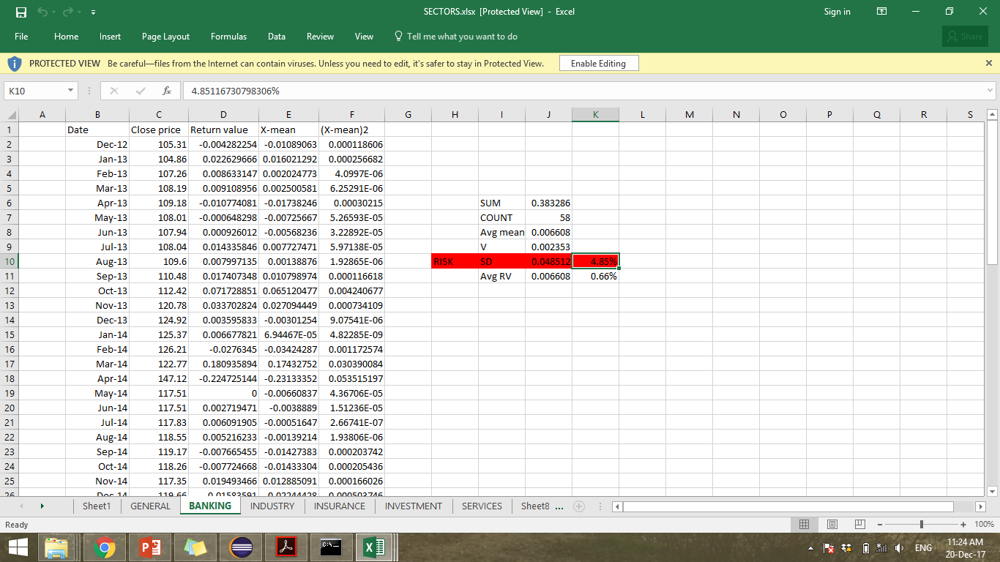 SECTORS.xlsx [Protected View] - Excel
Sign in
File Home Insert Page Layout Formulas Data Review View Tell me what you want to do Share
PROTECTED VIEW Be careful—files from the Internet can contain viruses. Unless you need to edit, it's safer to stay in Protected View. Enable Editing
K10 fx 4.85116730798306%
A B C D E F G H I J K L M N O P Q R S
1 Date Close price Return value X-mean (X-mean)2
2 Dec-12 105.31 -0.004282254 -0.01089063 0.000118606
3 Jan-13 104.86 0.022629666 0.016021292 0.000256682
4 Feb-13 107.26 0.008633147 0.002024773 4.0997E-06
5 Mar-13 108.19 0.009108956 0.002500581 6.25291E-06
6 Apr-13 109.18 -0.010774081 -0.01738246 0.00030215 SUM 0.383286
7 May-13 108.01 -0.000648298 -0.00725667 5.26593E-05 COUNT 58
8 Jun-13 107.94 0.000926012 -0.00568236 3.22892E-05 Avg mean 0.006608
9 Jul-13 108.04 0.014335846 0.007727471 5.97138E-05 V 0.002353
10 Aug-13 109.6 0.007997135 0.00138876 1.92865E-06 RISK SD 0.048512 4.85%
11 Sep-13 110.48 0.017407348 0.010798974 0.000116618 Avg RV 0.006608 0.66%
12 Oct-13 112.42 0.071728851 0.065120477 0.004240677
13 Nov-13 120.78 0.033702824 0.027094449 0.000734109
14 Dec-13 124.92 0.003595833 -0.00301254 9.07541E-06
15 Jan-14 125.37 0.006677821 6.94467E-05 4.82285E-09
16 Feb-14 126.21 -0.0276345 -0.03424287 0.001172574
17 Mar-14 122.77 0.180935894 0.17432752 0.030390084
18 Apr-14 147.12 -0.224725144 -0.23133352 0.053515197
19 May-14 117.51 0 -0.00660837 4.36706E-05
20 Jun-14 117.51 0.002719471 -0.0038889 1.51236E-05
21 Jul-14 117.83 0.006091905 -0.00051647 2.66741E-07
22 Aug-14 118.55 0.005216233 -0.00139214 1.93806E-06
23 Sep-14 119.17 -0.007665455 -0.01427383 0.000203742
24 Oct-14 118.26 -0.007724668 -0.01433304 0.000205436
25 Nov-14 117.35 0.019493466 0.012885091 0.000166026
26 Dec-14 119.66
Sheet1 GENERAL BANKING INDUSTRY INSURANCE INVESTMENT SERVICES Sheet8 ...
Ready 100%
ENG 11:24 AM
20-Dec-17